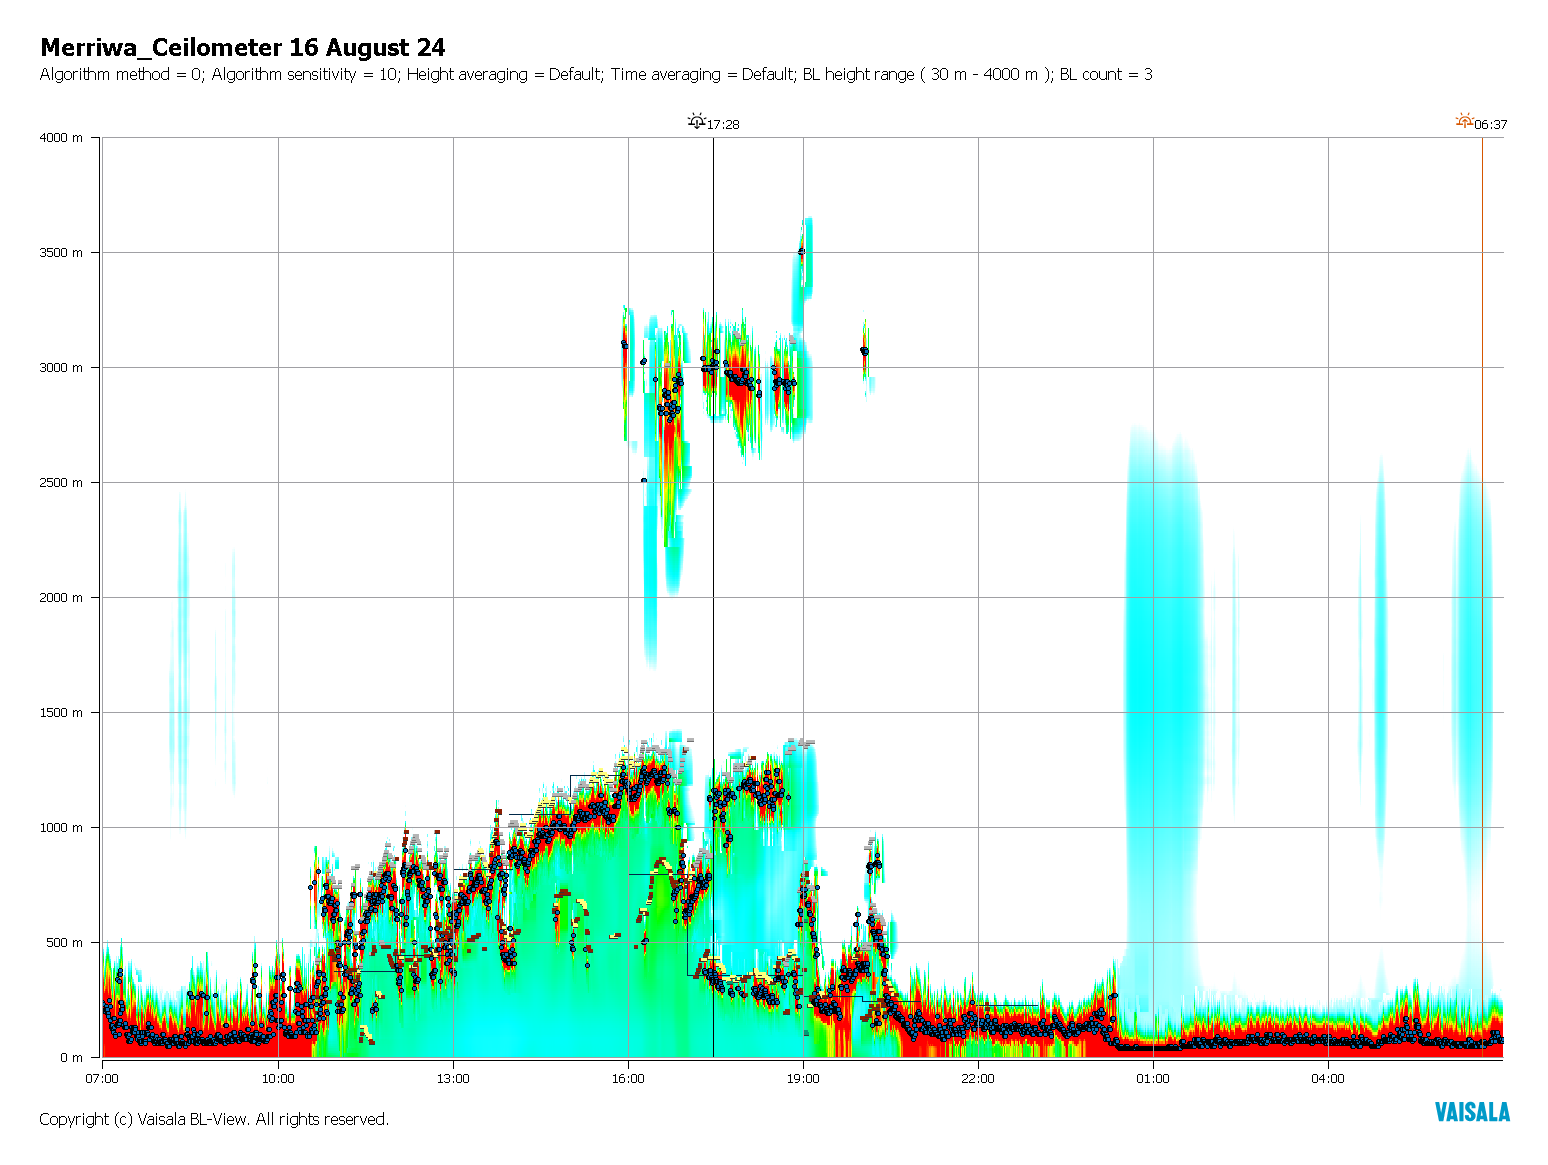 Merriwa_Ceilometer 16 August 24
Algorithm method = 0; Algorithm sensitivity = 10; Height averaging = Default; Time averaging = Default; BL height range ( 30 m - 4000 m ); BL count = 3
17:28
06:37
4000 m
3500 m
3000 m
2500 m
2000 m
1500 m
1000 m
500 m
0 m
07:00 10:00 13:00 16:00 19:00 22:00 01:00 04:00
Copyright (c) Vaisala BL-View. All rights reserved.
VAISALA